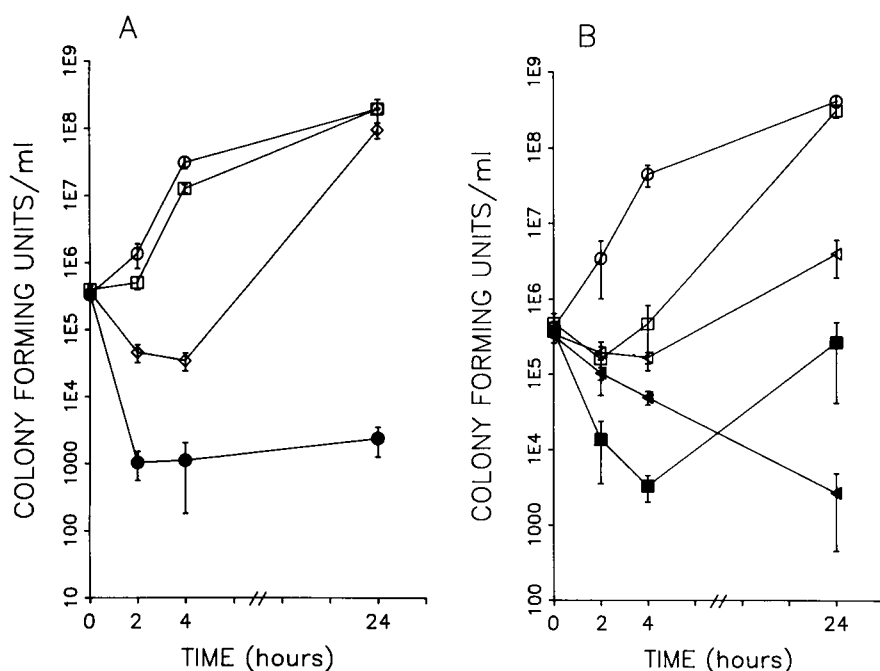 A
COLONY FORMING UNITS/ml
1E9
1E8
1E7
1E6
1E5
1E4
1000
100
10
0 2 4 24
TIME (hours)
B
COLONY FORMING UNITS/ml
1E9
1E8
1E7
1E6
1E5
1E4
1000
100
0 2 4 24
TIME (hours)